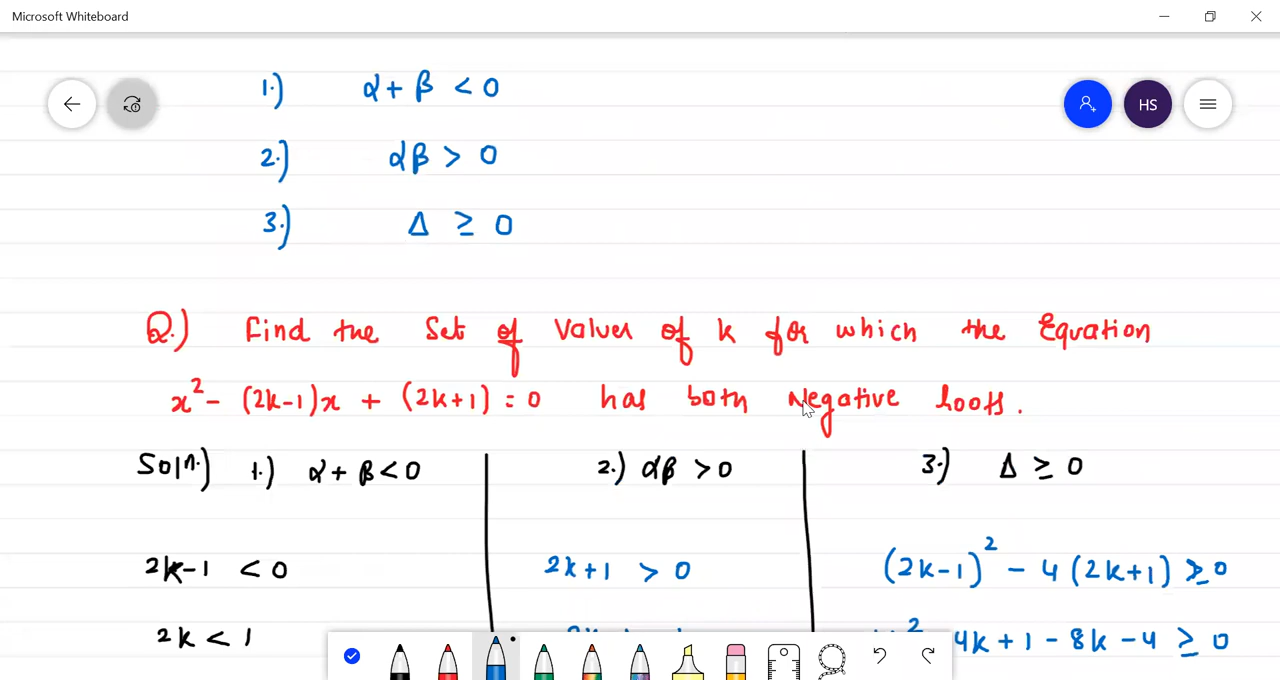 Microsoft Whiteboard
1.) α + β < 0
2.) αβ > 0
3.) Δ ≥ 0
HS
Q.) Find the Set of Values of k for which the Equation
x² - (2k-1)x + (2k+1) = 0 has both Negative roots.
Soln.) 1.) α + β < 0 2.) αβ > 0 3.) Δ ≥ 0
2k-1 < 0 2k+1 > 0 (2k-1)² - 4(2k+1) ≥ 0
2k < 1 4k + 1 - 8k - 4 ≥ 0